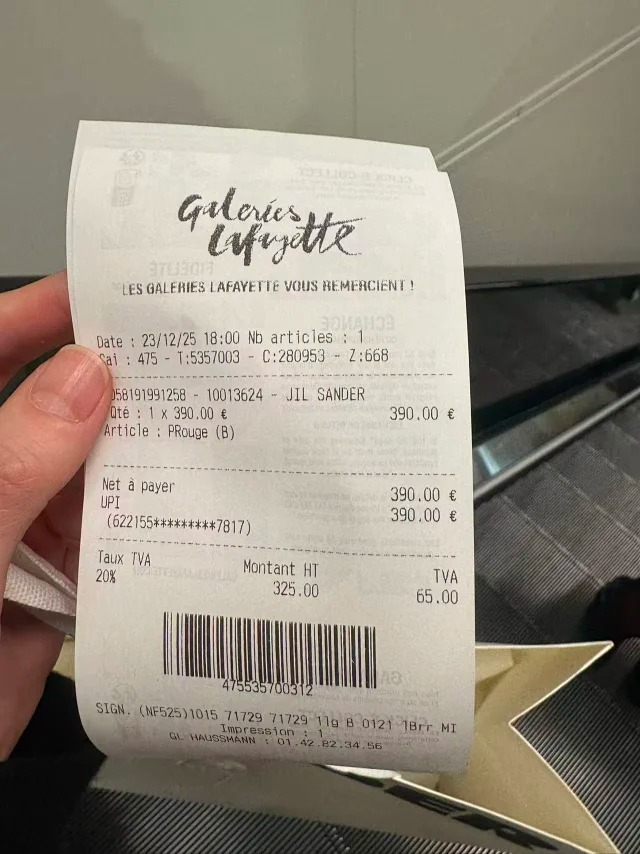 Galeries
Lafayette
LES GALERIES LAFAYETTE VOUS REMERCIENT !
Date : 23/12/25 18:00 Nb articles : 1
Cai : 475 - T:5357003 - C:280953 - Z:668
058191991258 - 10013624 - JIL SANDER
Qté : 1 x 390.00 € 390.00 €
Article : PRouge (B)
Net à payer 390.00 €
UPI 390.00 €
(622155*********7817)
Taux TVA Montant HT TVA
20% 325.00 65.00
475535700312
SIGN. (NF525)1015 71729 71729 11g B 0121 1Brr MI
Impression : 1
GL HAUSSMANN : 01.42.82.34.56